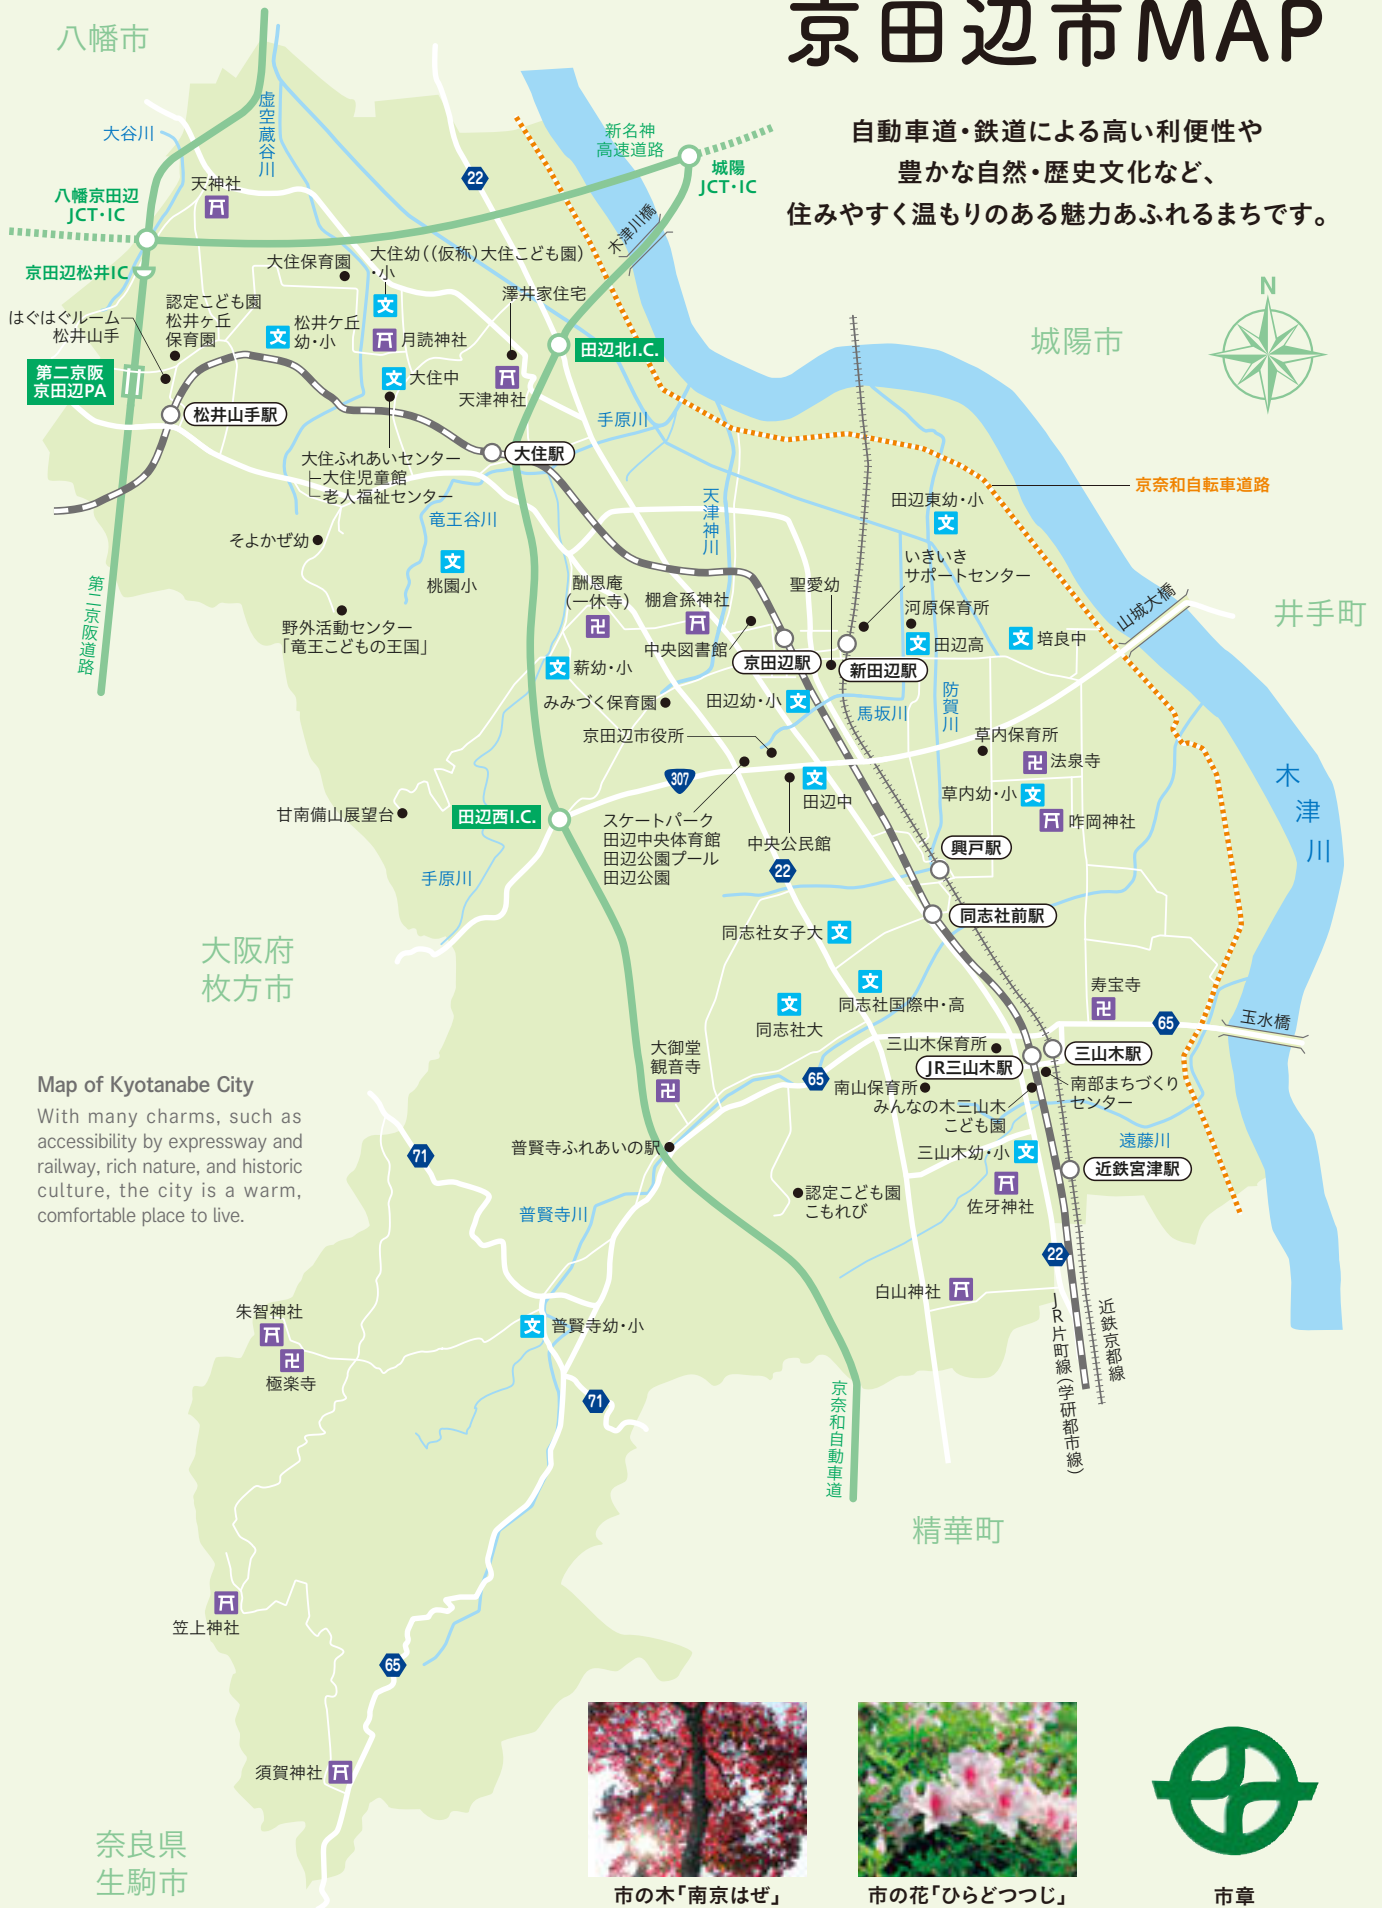 京田辺市MAP
自動車道・鉄道による高い利便性や
豊かな自然・歴史文化など、
住みやすく温もりのある魅力あふれるまちです。
八幡市
大谷川
虚空蔵谷川
新名神
高速道路
城陽
JCT・IC
22
天神社
八幡京田辺
JCT・IC
木津川橋
京田辺松井IC
大住保育園
大住幼((仮称)大住こども園)
・小
澤井家住宅
N
城陽市
はぐはぐルーム
松井山手
認定こども園
松井ヶ丘
保育園
松井ケ丘
幼・小
月読神社
田辺北I.C.
第二京阪
京田辺PA
大住中
天津神社
松井山手駅
手原川
大住駅
大住ふれあいセンター
大住児童館
老人福祉センター
京奈和自転車道路
天津神川
田辺東幼・小
竜王谷川
そよかぜ幼
桃園小
酬恩庵
(一休寺)
棚倉孫神社
聖愛幼
いきいき
サポートセンター
河原保育所
山城大橋
井手町
第二京阪道路
野外活動センター
「竜王こどもの王国」
中央図書館
京田辺駅
新田辺駅
田辺高
培良中
薪幼・小
みみづく保育園
田辺幼・小
馬坂川
防賀川
京田辺市役所
草内保育所
法泉寺
307
田辺中
草内幼・小
木津川
甘南備山展望台
田辺西I.C.
スケートパーク
田辺中央体育館
田辺公園プール
田辺公園
中央公民館
咋岡神社
興戸駅
手原川
22
同志社前駅
大阪府
枚方市
同志社女子大
同志社国際中・高
寿宝寺
同志社大
65
玉水橋
大御堂
観音寺
三山木保育所
三山木駅
JR三山木駅
65
南山保育所
南部まちづくり
センター
みんなの木三山木
こども園
Map of Kyotanabe City
With many charms, such as
accessibility by expressway and
railway, rich nature, and historic
culture, the city is a warm,
comfortable place to live.
71
普賢寺ふれあいの駅
三山木幼・小
遠藤川
近鉄宮津駅
認定こども園
こもれび
佐牙神社
普賢寺川
22
白山神社
JR片町線(学研都市線)
近鉄京都線
朱智神社
普賢寺幼・小
極楽寺
71
京奈和自動車道
精華町
笠上神社
65
須賀神社
奈良県
生駒市
市の木「南京はぜ」
市の花「ひらどつつじ」
市章